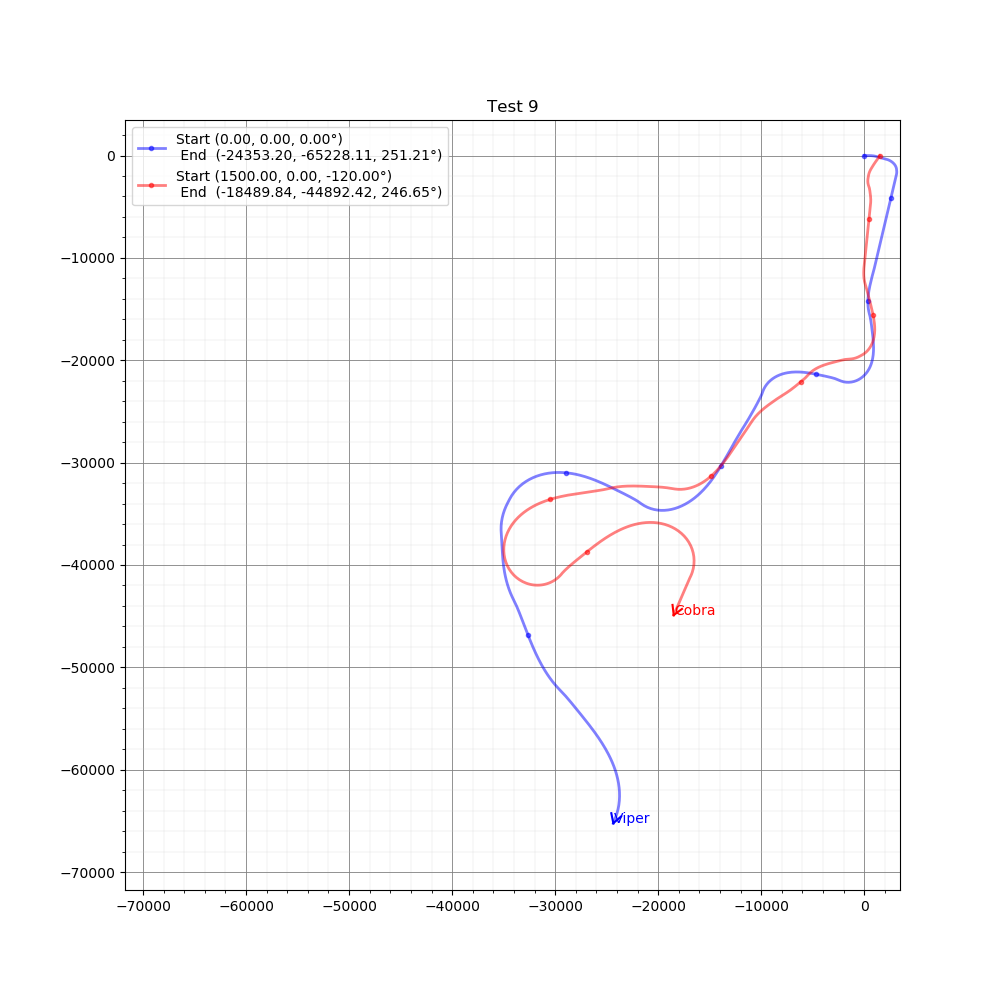 Test 9
Start (0.00, 0.00, 0.00°)
End (-24353.20, -65228.11, 251.21°)
Start (1500.00, 0.00, -120.00°)
End (-18489.84, -44892.42, 246.65°)
0
−10000
−20000
−30000
−40000
−50000
−60000
−70000
Cobra
Viper
−70000 −60000 −50000 −40000 −30000 −20000 −10000 0